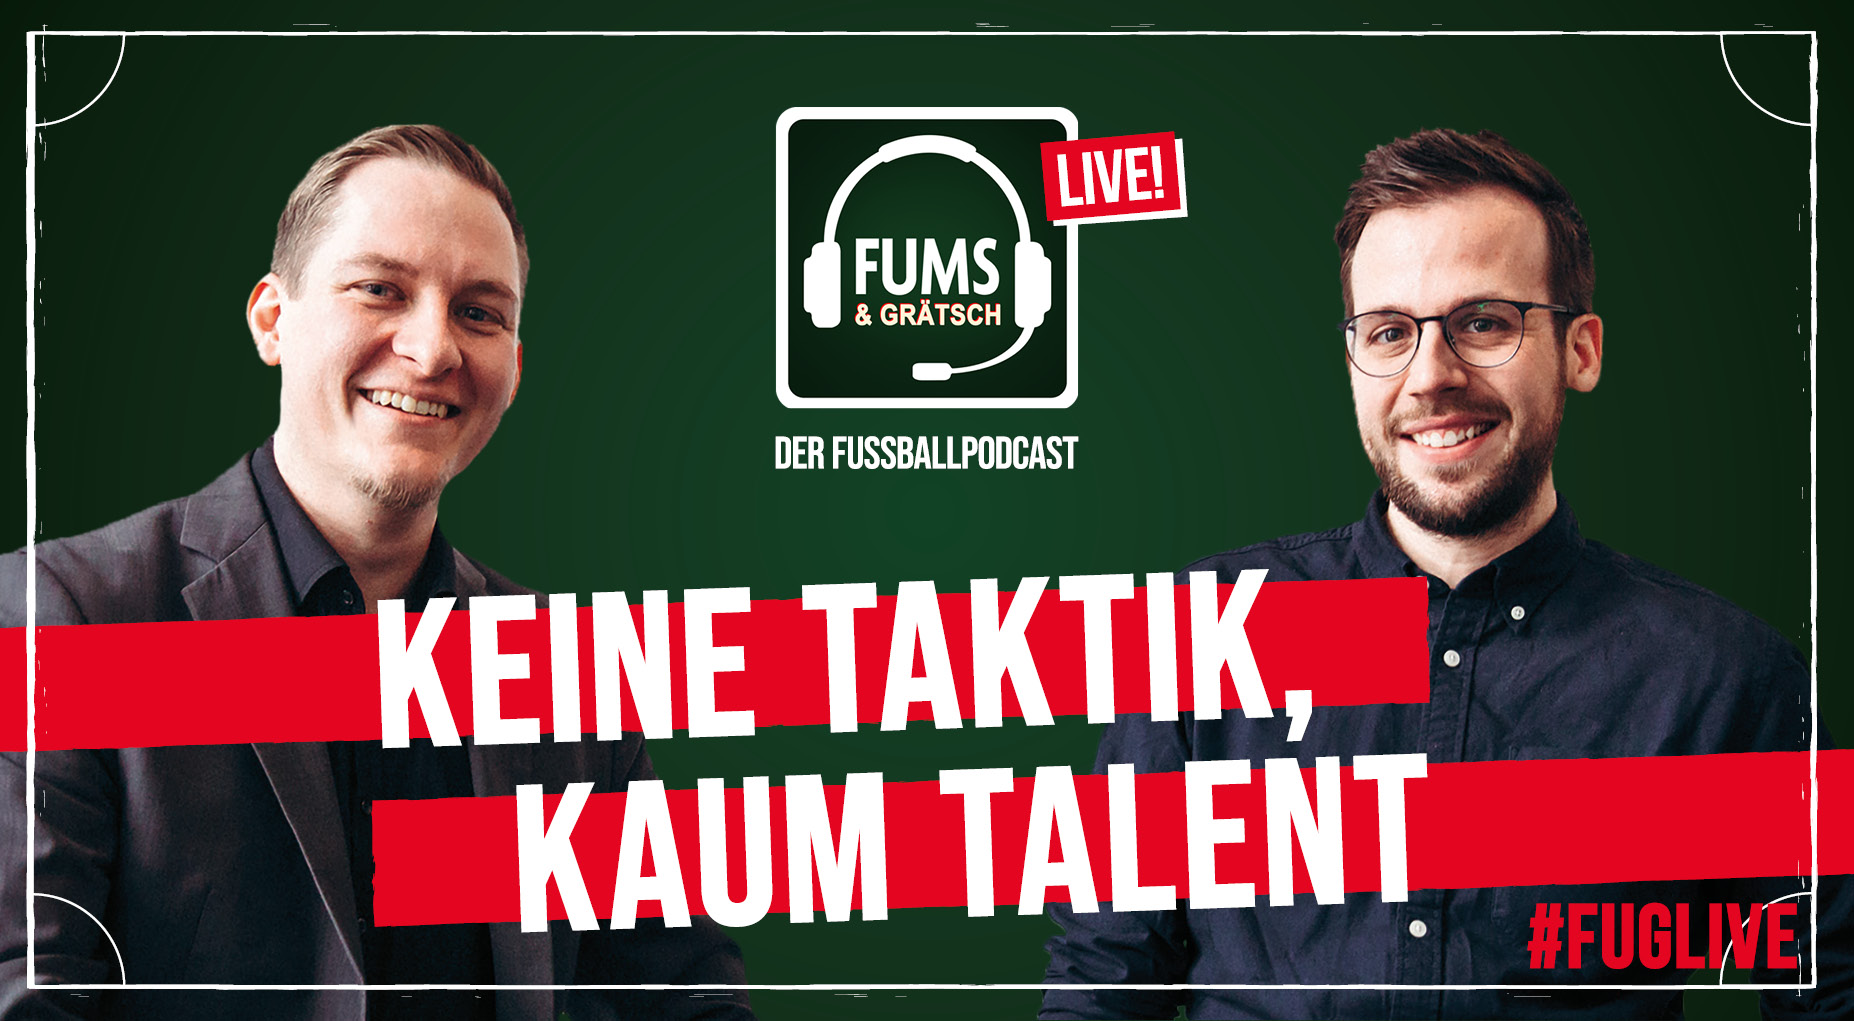 LIVE!
FUMS
& GRÄTSCH
DER FUSSBALLPODCAST
KEINE TAKTIK,
KAUM TALENT
#FUGLIVE